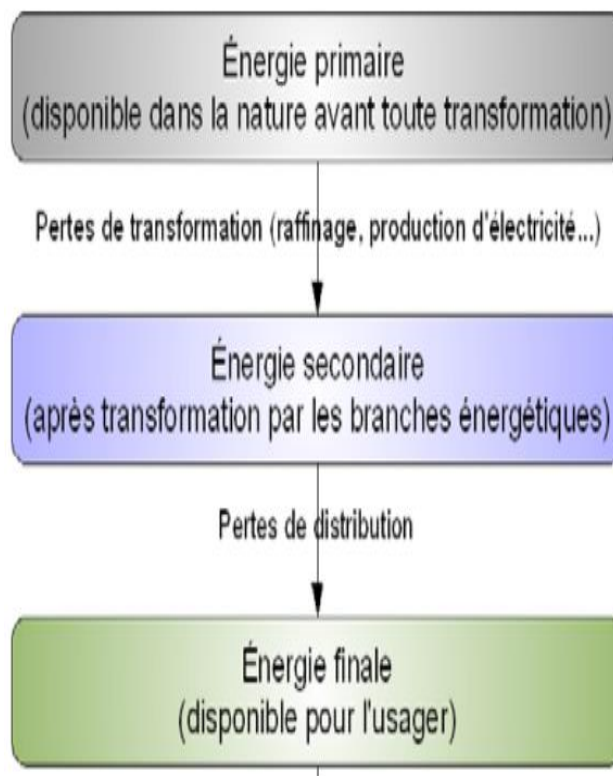 Énergie primaire
(disponible dans la nature avant toute transformation)
Pertes de transformation (raffinage, production d'électricité...)
Énergie secondaire
(après transformation par les branches énergétiques)
Pertes de distribution
Énergie finale
(disponible pour l'usager)